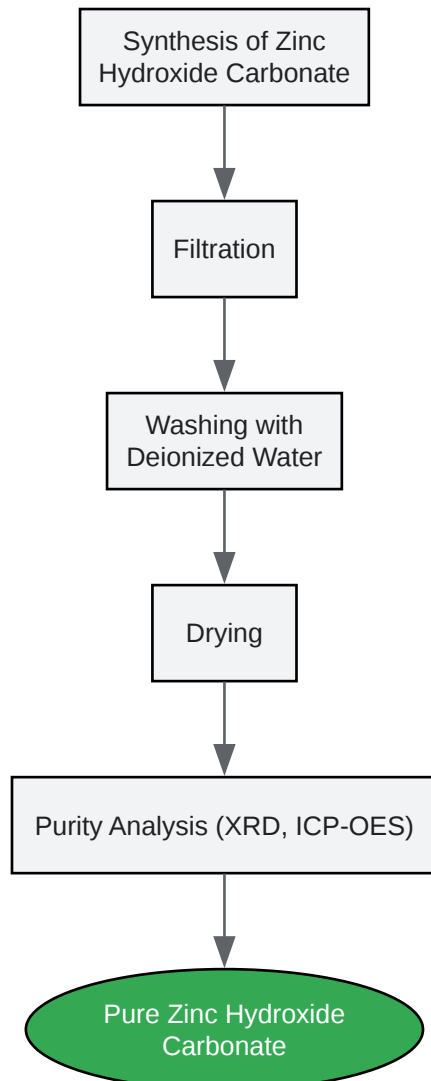 Synthesis of Zinc
Hydroxide Carbonate
Filtration
Washing with
Deionized Water
Drying
Purity Analysis (XRD, ICP-OES)
Pure Zinc Hydroxide
Carbonate